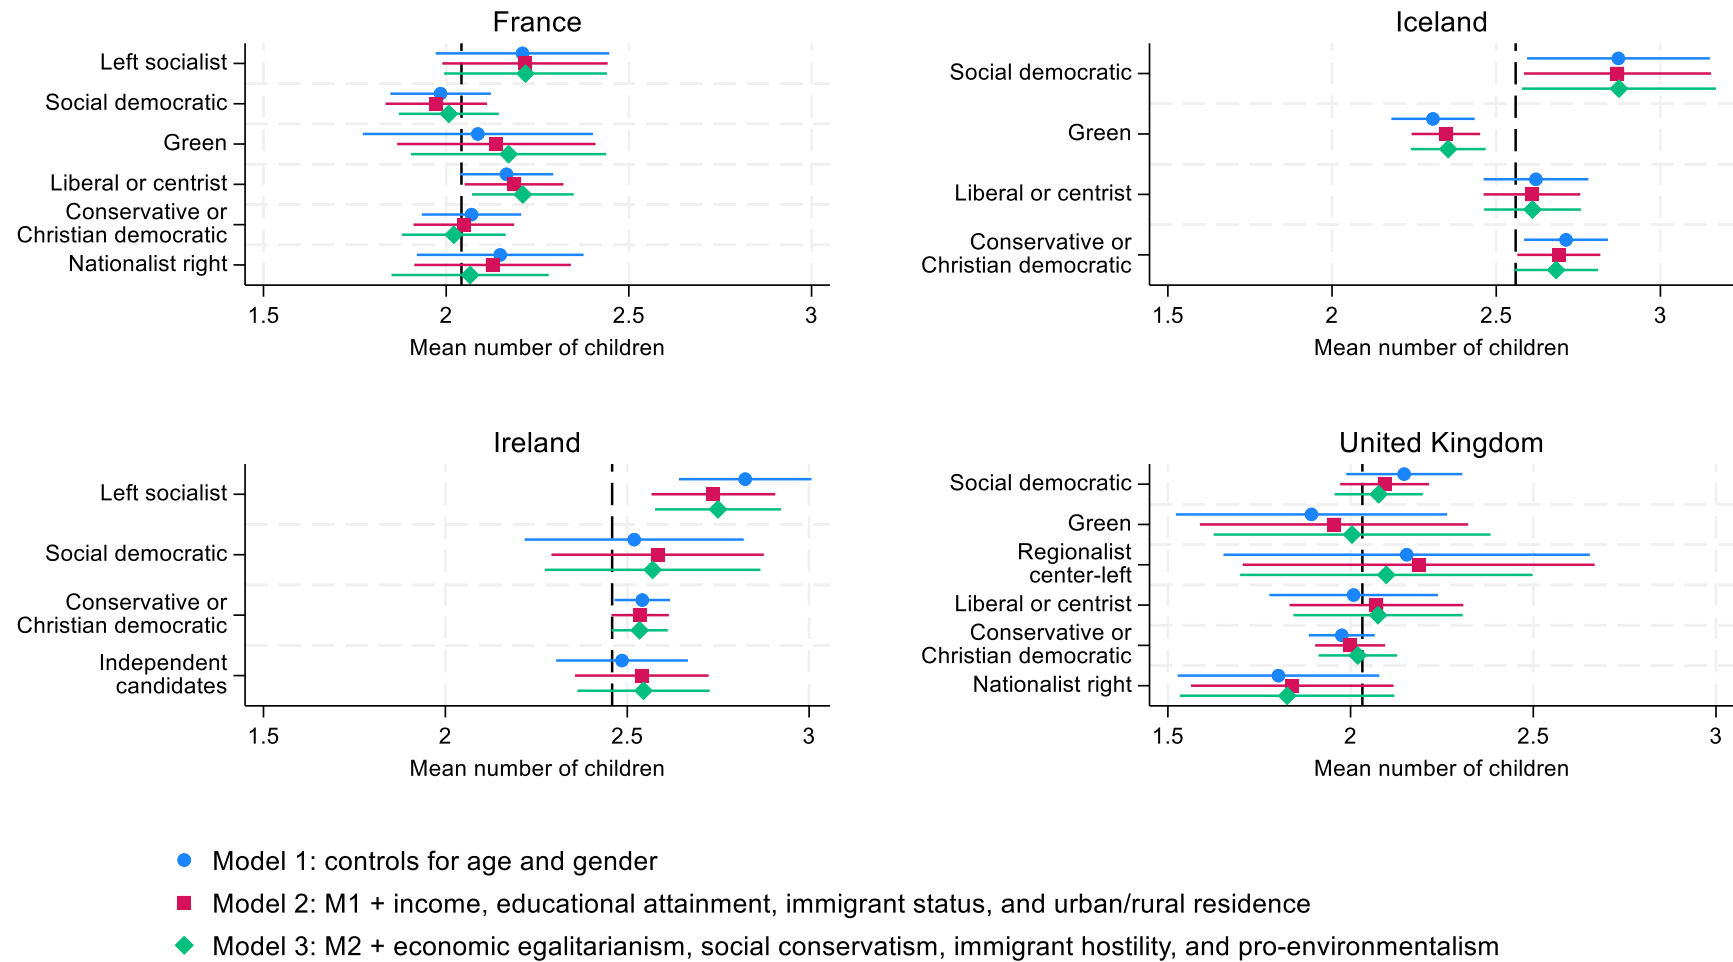 France
Left socialist
Social democratic
Green
Liberal or centrist
Conservative or
Christian democratic
Nationalist right
1.5 2 2.5 3
Mean number of children
Iceland
Social democratic
Green
Liberal or centrist
Conservative or
Christian democratic
1.5 2 2.5 3
Mean number of children
Ireland
Left socialist
Social democratic
Conservative or
Christian democratic
Independent
candidates
1.5 2 2.5 3
Mean number of children
United Kingdom
Social democratic
Green
Regionalist
center-left
Liberal or centrist
Conservative or
Christian democratic
Nationalist right
1.5 2 2.5 3
Mean number of children
Model 1: controls for age and gender
Model 2: M1 + income, educational attainment, immigrant status, and urban/rural residence
Model 3: M2 + economic egalitarianism, social conservatism, immigrant hostility, and pro-environmentalism